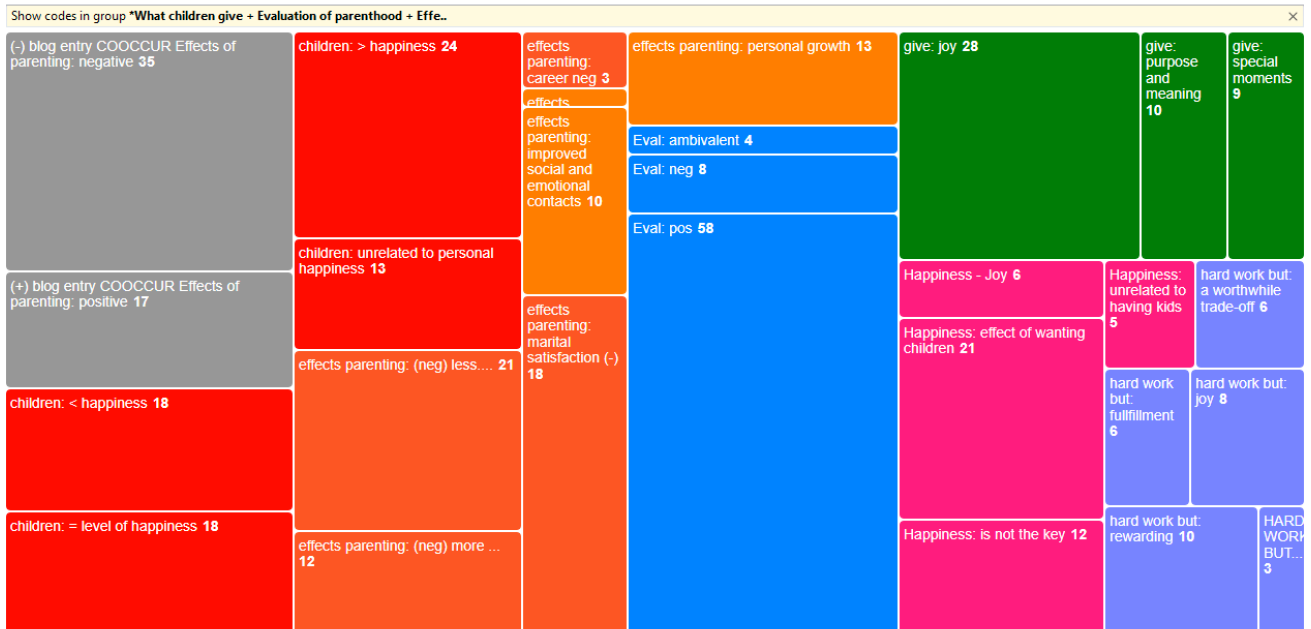 Show codes in group *What children give + Evaluation of parenthood + Effe..
(-) blog entry COOCCUR Effects of
parenting: negative 35
(+) blog entry COOCCUR Effects of
parenting: positive 17
children: < happiness 18
children: = level of happiness 18
children: > happiness 24
children: unrelated to personal
happiness 13
effects parenting: (neg) less.... 21
effects parenting: (neg) more ...
12
effects
parenting:
career neg 3
effects
effects
parenting:
improved
social and
emotional
contacts 10
effects
parenting:
marital
satisfaction (-)
18
effects parenting: personal growth 13
Eval: ambivalent 4
Eval: neg 8
Eval: pos 58
give: joy 28
give:
purpose
and
meaning
10
give:
special
moments
9
Happiness - Joy 6
Happiness: effect of wanting
children 21
Happiness: is not the key 12
Happiness:
unrelated to
having kids
5
hard work but:
a worthwhile
trade-off 6
hard work
but:
fullfillment
6
hard work but:
joy 8
hard work but:
rewarding 10
HARD
WORK
BUT...
3